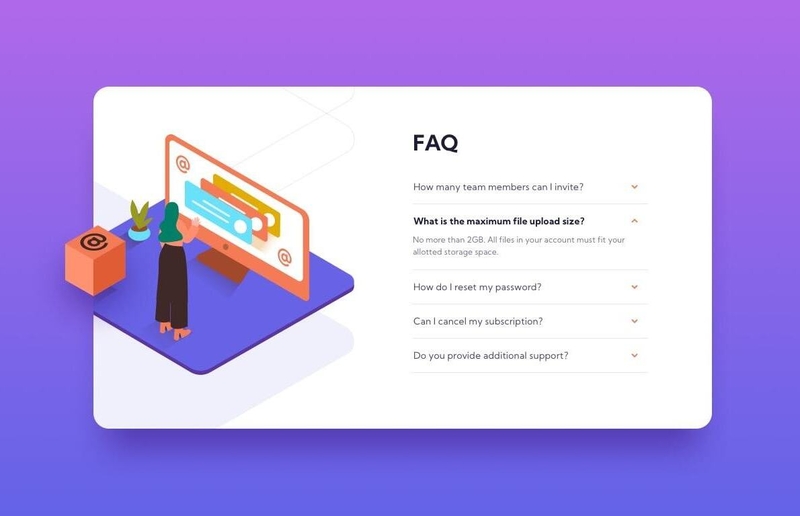 @
@
@
FAQ
How many team members can I invite?
What is the maximum file upload size?
No more than 2GB. All files in your account must fit your
allotted storage space.
How do I reset my password?
Can I cancel my subscription?
Do you provide additional support?